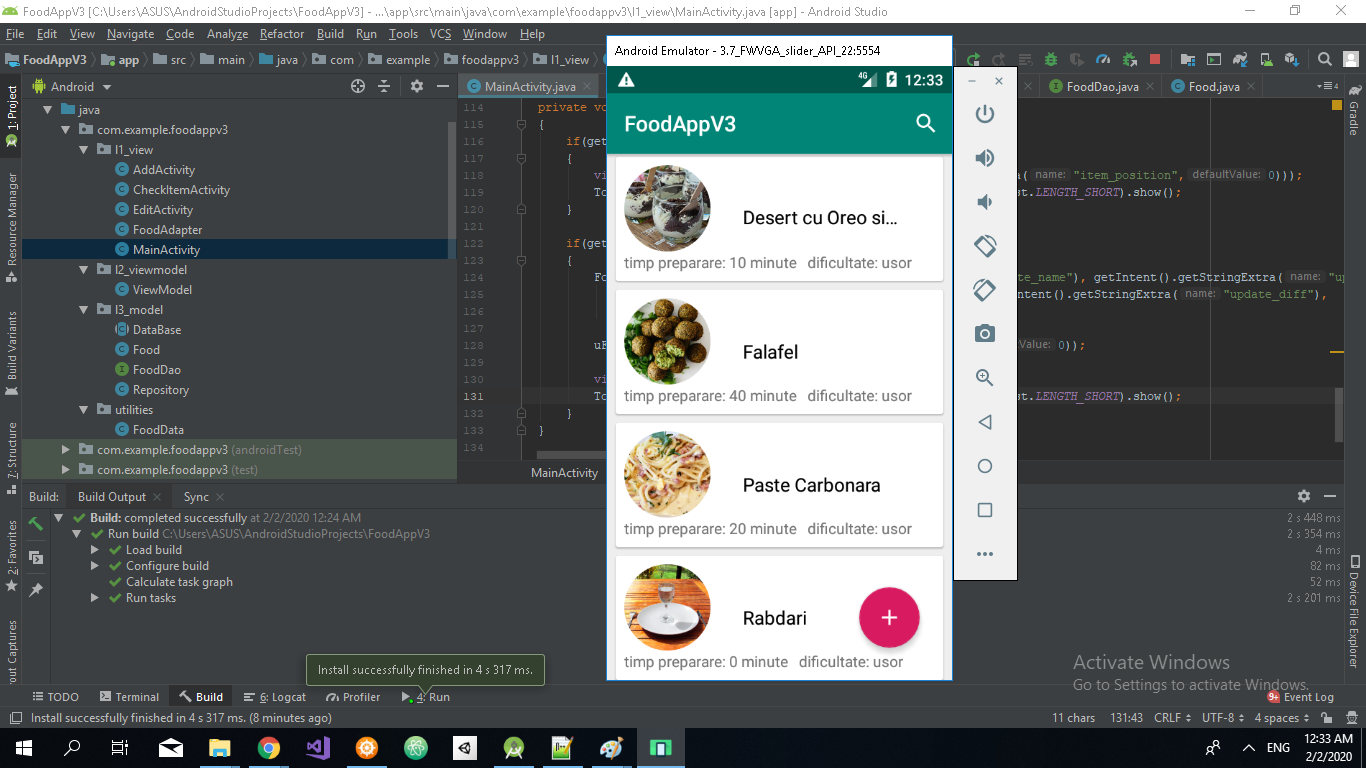 FoodAppV3 [C:\Users\ASUS\AndroidStudioProjects\FoodAppV3] - ...\app\src\main\java\com\example\foodappv3\l1_view\MainActivity.java [app] - Android Studio
File Edit View Navigate Code Analyze Refactor Build Run Tools VCS Window Help
FoodAppV3 app src main java com example foodappv3 l1_view
Android
MainActivity.java
FoodDao.java
Food.java
1: Project
Resource Manager
Build Variants
Z: Structure
2: Favorites
out Captures
Gradle
Device File Explorer
java
com.example.foodappv3
l1_view
AddActivity
CheckItemActivity
EditActivity
FoodAdapter
MainActivity
l2_viewmodel
ViewModel
l3_model
DataBase
Food
FoodDao
Repository
utilities
FoodData
com.example.foodappv3 (androidTest)
com.example.foodappv3 (test)
114 private vo
115 {
116 if(get
117 {
118 vi
a( name: "item_position", defaultValue: 0)));
119 To
st.LENGTH_SHORT).show();
120 }
121
122 if(get
123 {
124 Fo
te_name"), getIntent().getStringExtra( name: "up
125
ntent().getStringExtra( name: "update_diff"),
126
127
128 uF
ltValue: 0));
129
130 vi
131 To
st.LENGTH_SHORT).show();
132 }
133 }
134
MainActivity
Android Emulator - 3.7_FWVGA_slider_API_22:5554
4G 12:33
FoodAppV3
Desert cu Oreo si...
timp preparare: 10 minute dificultate: usor
Falafel
timp preparare: 40 minute dificultate: usor
Paste Carbonara
timp preparare: 20 minute dificultate: usor
Rabdari
timp preparare: 0 minute dificultate: usor
Build: Build Output Sync
Build: completed successfully at 2/2/2020 12:24 AM
2 s 448 ms
Run build C:\Users\ASUS\AndroidStudioProjects\FoodAppV3
2 s 354 ms
Load build
4 ms
Configure build
82 ms
Calculate task graph
52 ms
Run tasks
2 s 201 ms
Install successfully finished in 4 s 317 ms.
Activate Windows
Go to Settings to activate Windows.
TODO Terminal Build 6: Logcat Profiler 4: Run
9+ Event Log
Install successfully finished in 4 s 317 ms. (8 minutes ago)
11 chars 131:43 CRLF UTF-8 4 spaces
ENG
12:33 AM
2/2/2020